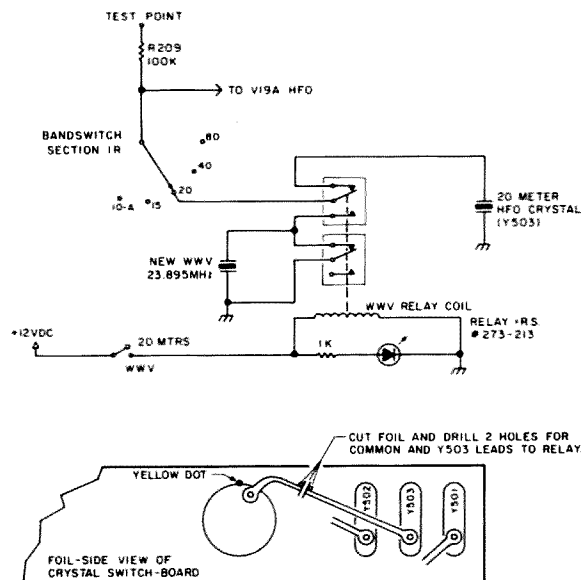 TEST POINT
R209
100K
TO V19A HFO
BANDSWITCH
SECTION 1R
80
40
20
15
10-A
20 METER
HFO CRYSTAL
(Y503)
NEW WWV
23.895MHz
WWV RELAY COIL
+12VDC
20 MTRS
WWV
1K
RELAY =RS
#273-213
CUT FOIL AND DRILL 2 HOLES FOR
COMMON AND Y503 LEADS TO RELAY
YELLOW DOT
Y502
Y503
Y501
FOIL-SIDE VIEW OF
CRYSTAL SWITCH-BOARD